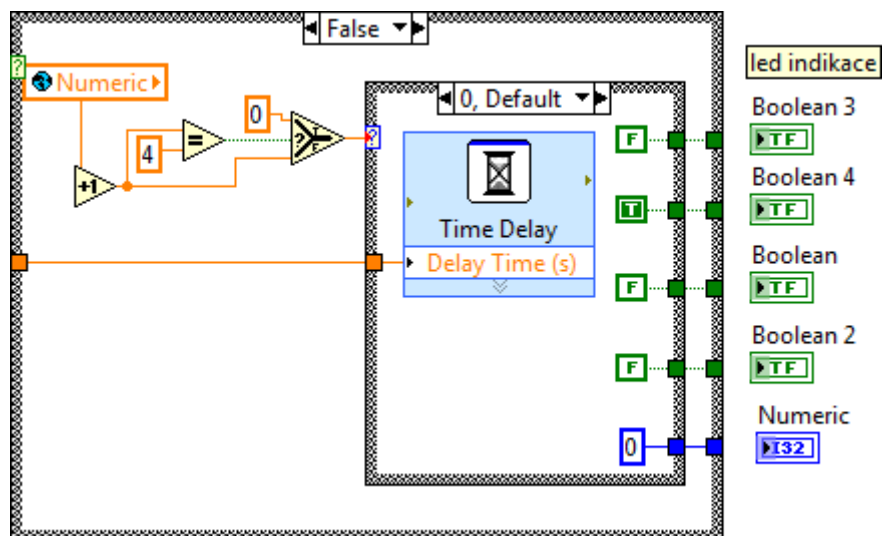 False
?
Numeric
led indikace
0, Default
Boolean 3
0
4
=
?
T
F
?
F
TF
+1
Boolean 4
T
TF
Time Delay
Delay Time (s)
Boolean
F
TF
Boolean 2
F
TF
Numeric
0
I32